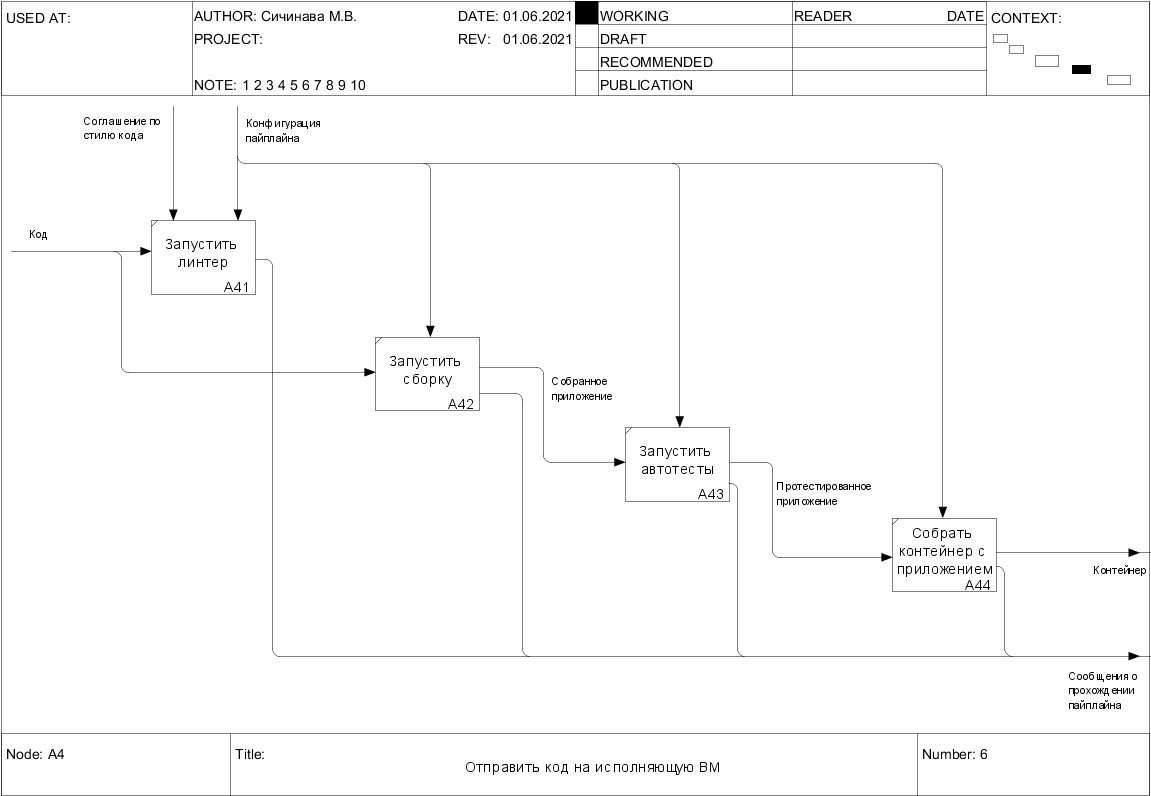 USED AT:
AUTHOR: Сичинава М.В.
DATE: 01.06.2021
WORKING
READER
DATE
CONTEXT:
PROJECT:
REV: 01.06.2021
DRAFT
RECOMMENDED
NOTE: 1 2 3 4 5 6 7 8 9 10
PUBLICATION
Соглашение по
стилю кода
Конфигурация
пайплайна
Код
Запустить
линтер
A41
Запустить
сборку
A42
Собранное
приложение
Запустить
автотесты
A43
Протестированное
приложение
Собрать
контейнер с
приложением
A44
Контейнер
Сообщения о
прохождении
пайплайна
Node: A4
Title:
Отправить код на исполняющую ВМ
Number: 6